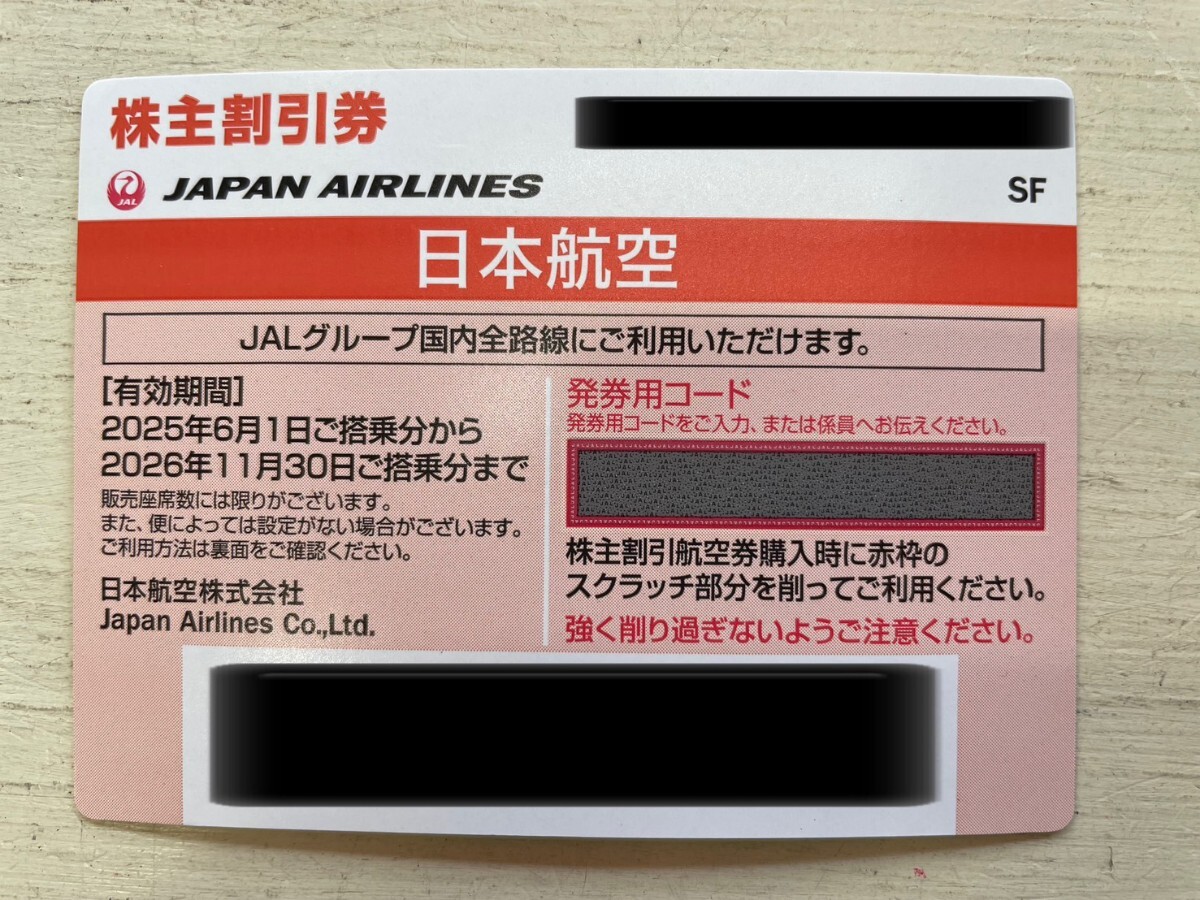 株主割引券
JAL
JAPAN AIRLINES
SF
日本航空
JALグループ国内全路線にご利用いただけます。
[有効期間]
2025年6月1日ご搭乗分から
2026年11月30日ご搭乗分まで
販売座席数には限りがございます。
また、便によっては設定がない場合がございます。
ご利用方法は裏面をご確認ください。
日本航空株式会社
Japan Airlines Co.,Ltd.
発券用コード
発券用コードをご入力、または係員へお伝えください。
株主割引航空券購入時に赤枠の
スクラッチ部分を削ってご利用ください。
強く削り過ぎないようご注意ください。